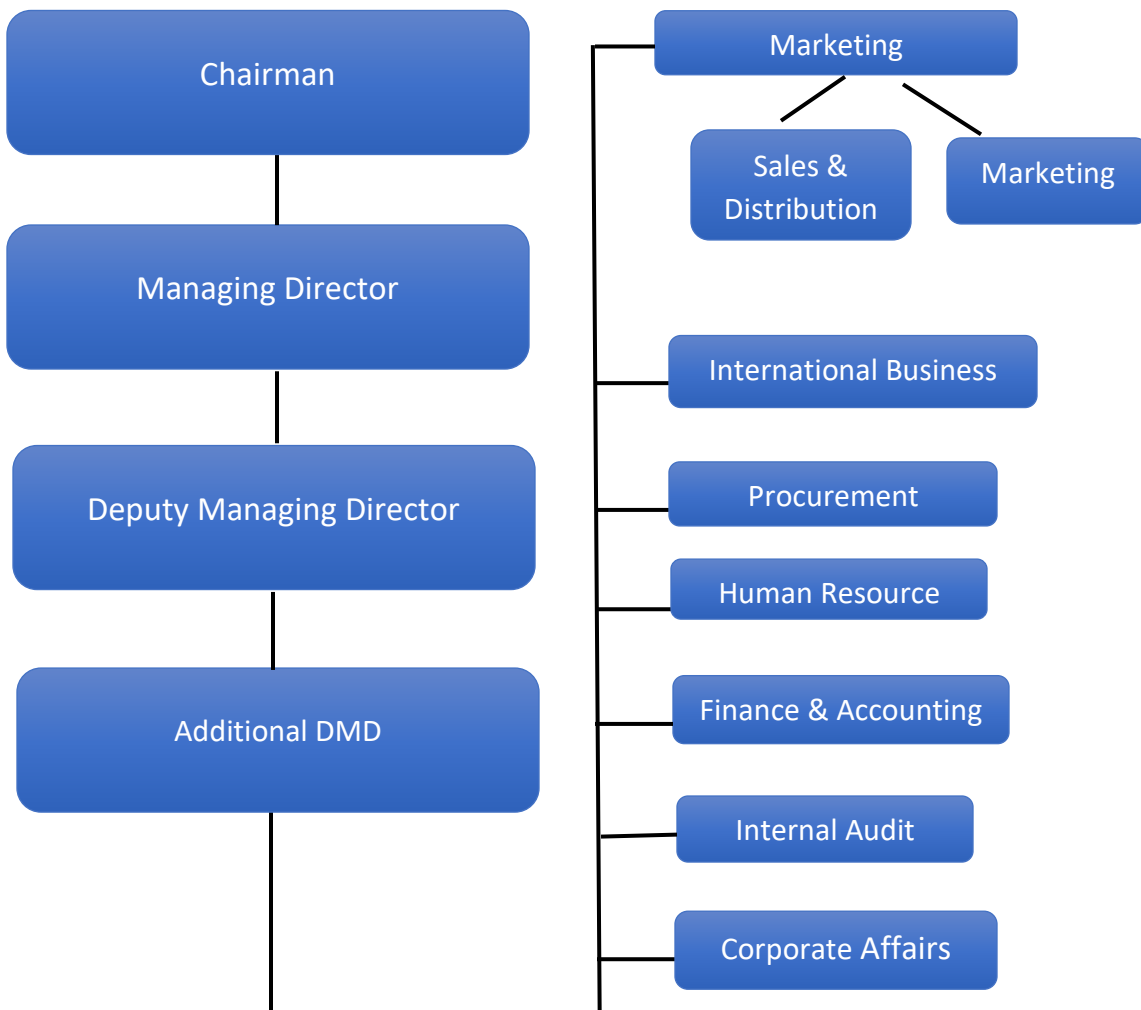 Chairman
Managing Director
Deputy Managing Director
Additional DMD
Marketing
Sales &
Distribution
Marketing
International Business
Procurement
Human Resource
Finance & Accounting
Internal Audit
Corporate Affairs